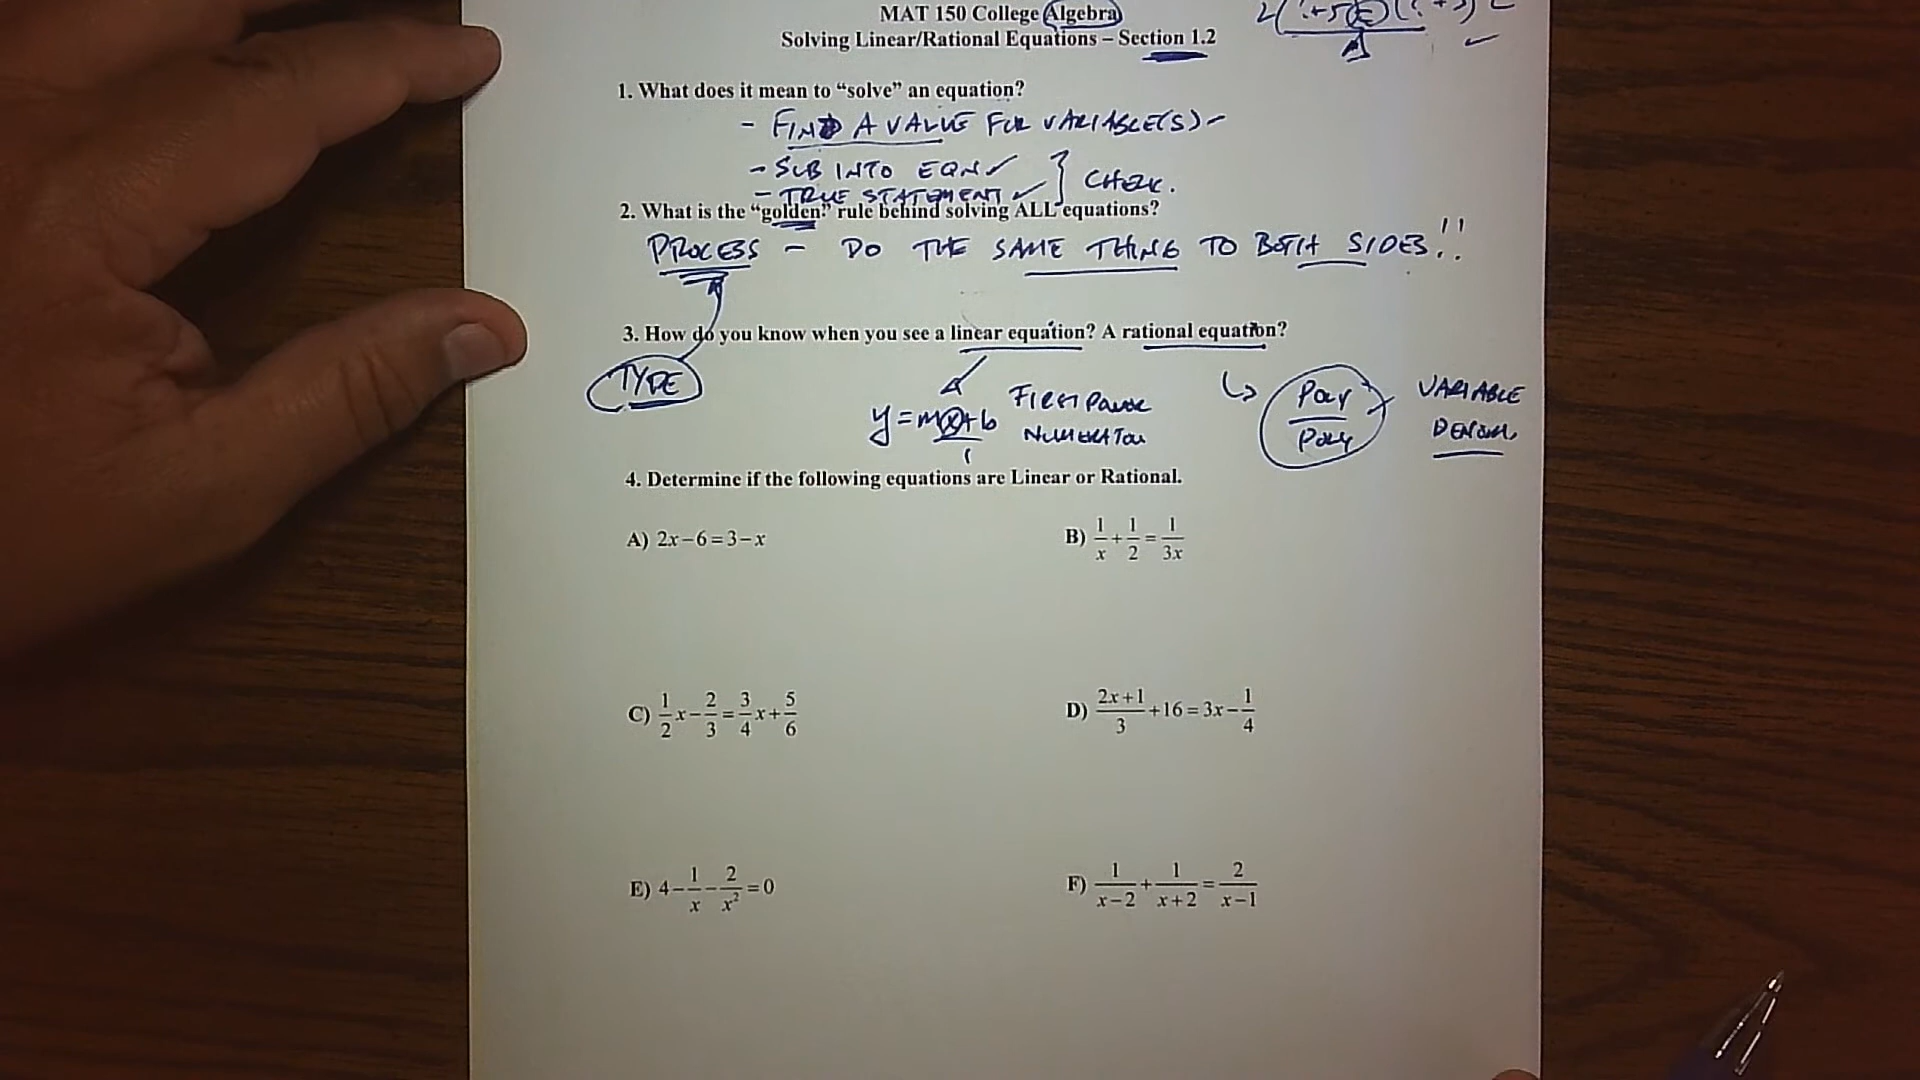 MAT 150 College Algebra
Solving Linear/Rational Equations – Section 1.2
1. What does it mean to “solve” an equation?
- FIND A VALUE FOR VARIABLE(S) -
- SUB INTO EQN ✓
- TRUE STATEMENT ✓ } CHECK.
2. What is the “golden” rule behind solving ALL equations?
PROCESS - DO THE SAME THING TO BOTH SIDES!!
3. How do you know when you see a linear equation? A rational equation?
TYPE
y = mx + b
FIRST POWER
NUMERATOR
POLY
POLY
VARIABLE
DENOM.
4. Determine if the following equations are Linear or Rational.
A) 2x – 6 = 3 – x
B) 1/x + 1/2 = 1/3x
C) 1/2 x – 2/3 = 3/4 x + 5/6
D) 2x+1/3 + 16 = 3x – 1/4
E) 4 – 1/x – 2/x² = 0
F) 1/x–2 + 1/x+2 = 2/x–1